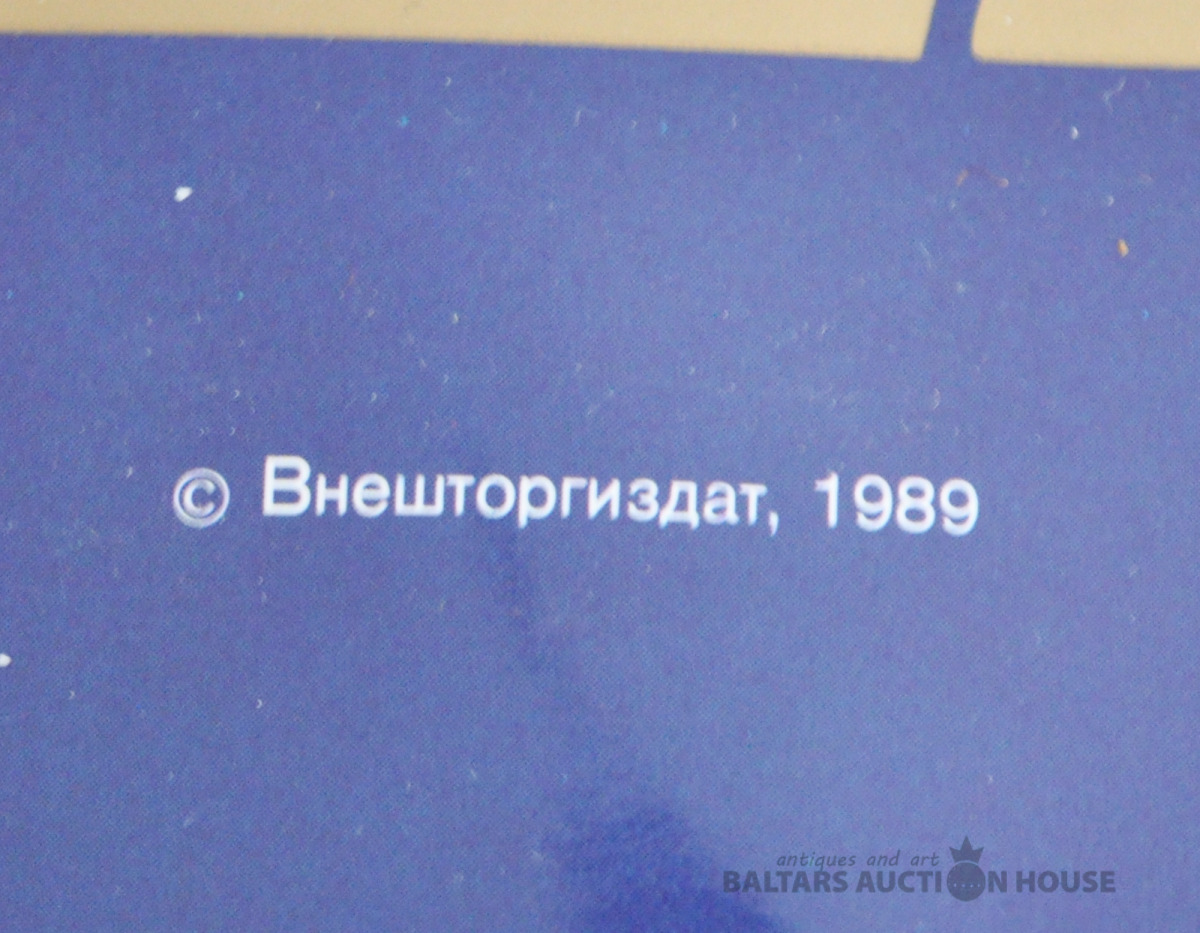 © Внешторгиздат, 1989
antiques and art
BALTARS AUCTION HOUSE